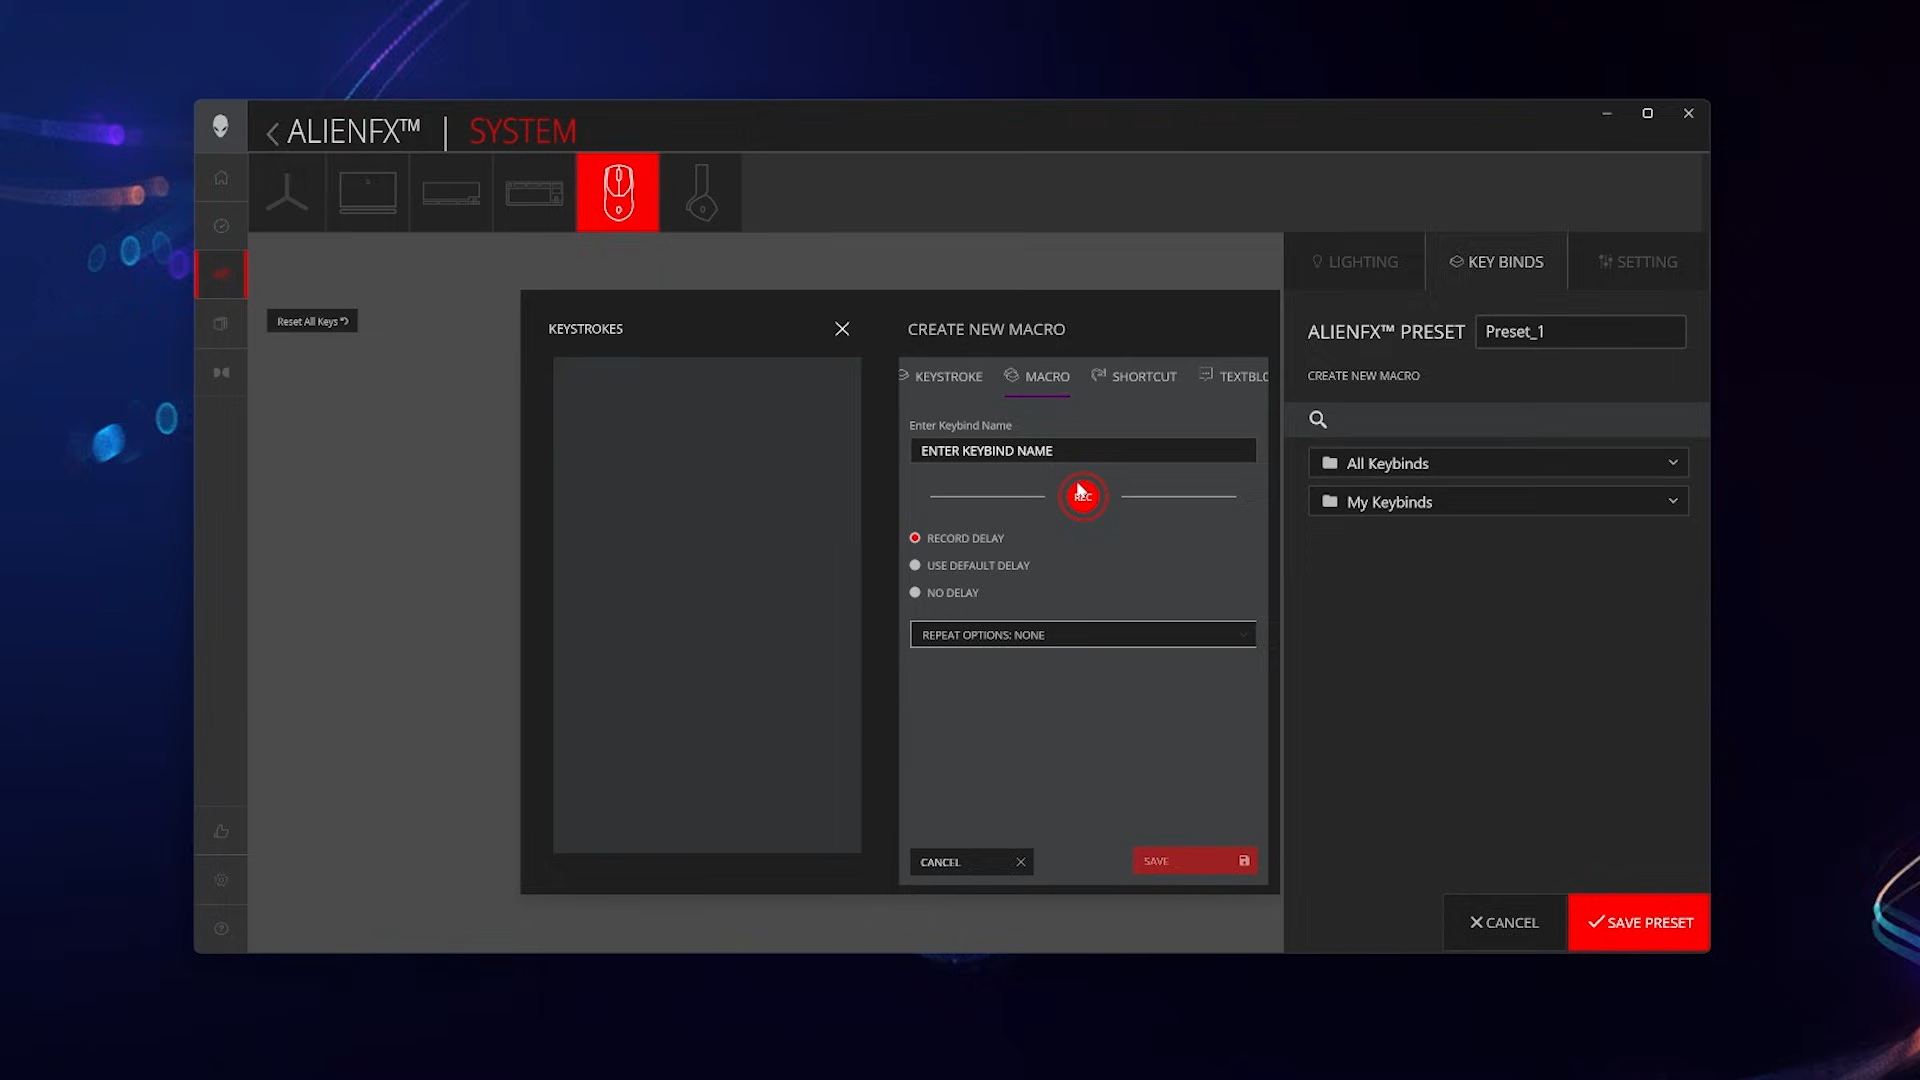 ALIENFX™ | SYSTEM
LIGHTING
KEY BINDS
SETTING
Reset All Keys
KEYSTROKES
CREATE NEW MACRO
KEYSTROKE
MACRO
SHORTCUT
TEXTBLO
Enter Keybind Name
ENTER KEYBIND NAME
REC
RECORD DELAY
USE DEFAULT DELAY
NO DELAY
REPEAT OPTIONS: NONE
CANCEL
SAVE
ALIENFX™ PRESET
Preset_1
CREATE NEW MACRO
All Keybinds
My Keybinds
CANCEL
SAVE PRESET